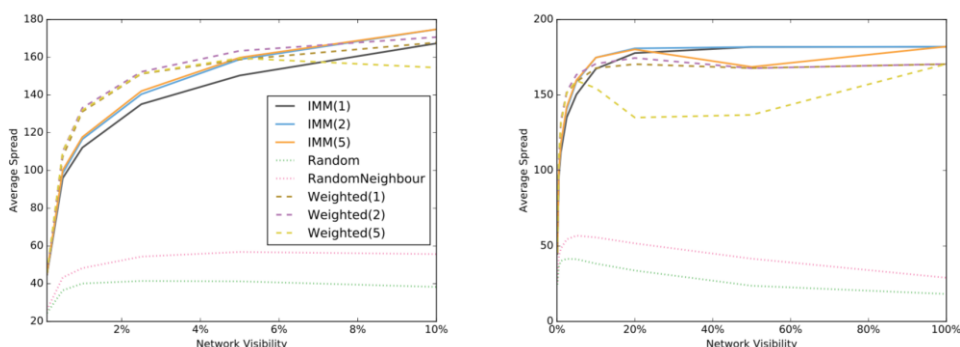 180
160
140
120
100
80
60
40
20
Average Spread
2%
4%
6%
8%
10%
Network Visibility
IMM(1)
IMM(2)
IMM(5)
Random
RandomNeighbour
Weighted(1)
Weighted(2)
Weighted(5)
200
150
100
50
0
Average Spread
0%
20%
40%
60%
80%
100%
Network Visibility